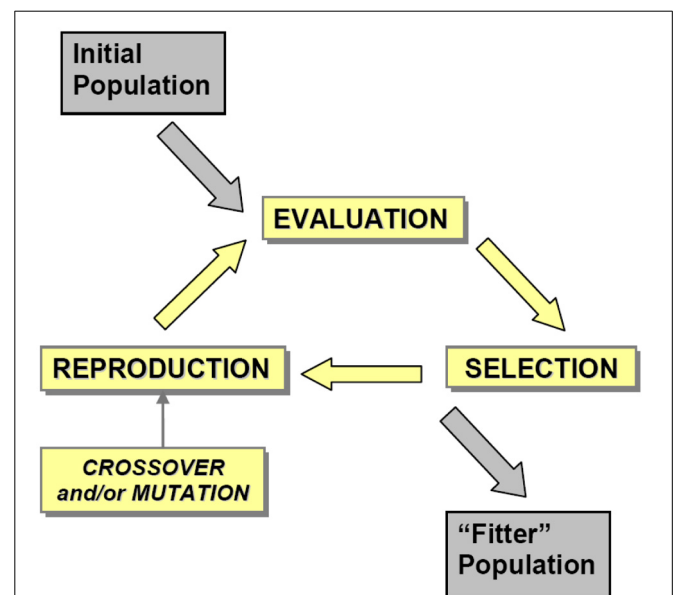 Initial
Population
EVALUATION
REPRODUCTION
SELECTION
CROSSOVER
and/or MUTATION
“Fitter”
Population